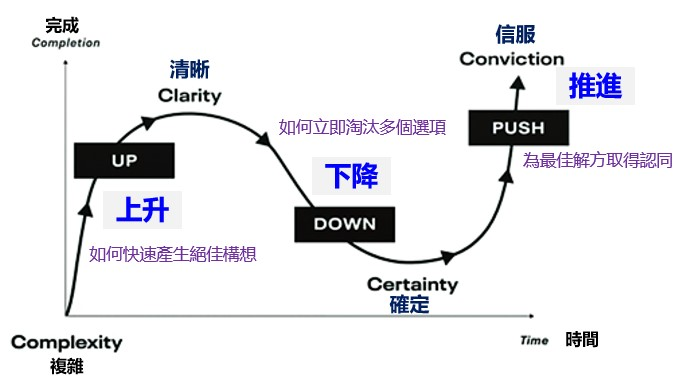 完成
Completion
信服
Conviction
清晰
Clarity
推進
如何立即淘汰多個選項
PUSH
UP
為最佳解方取得認同
下降
上升
DOWN
如何快速產生絕佳構想
Certainty
確定
Complexity
複雜
Time 時間